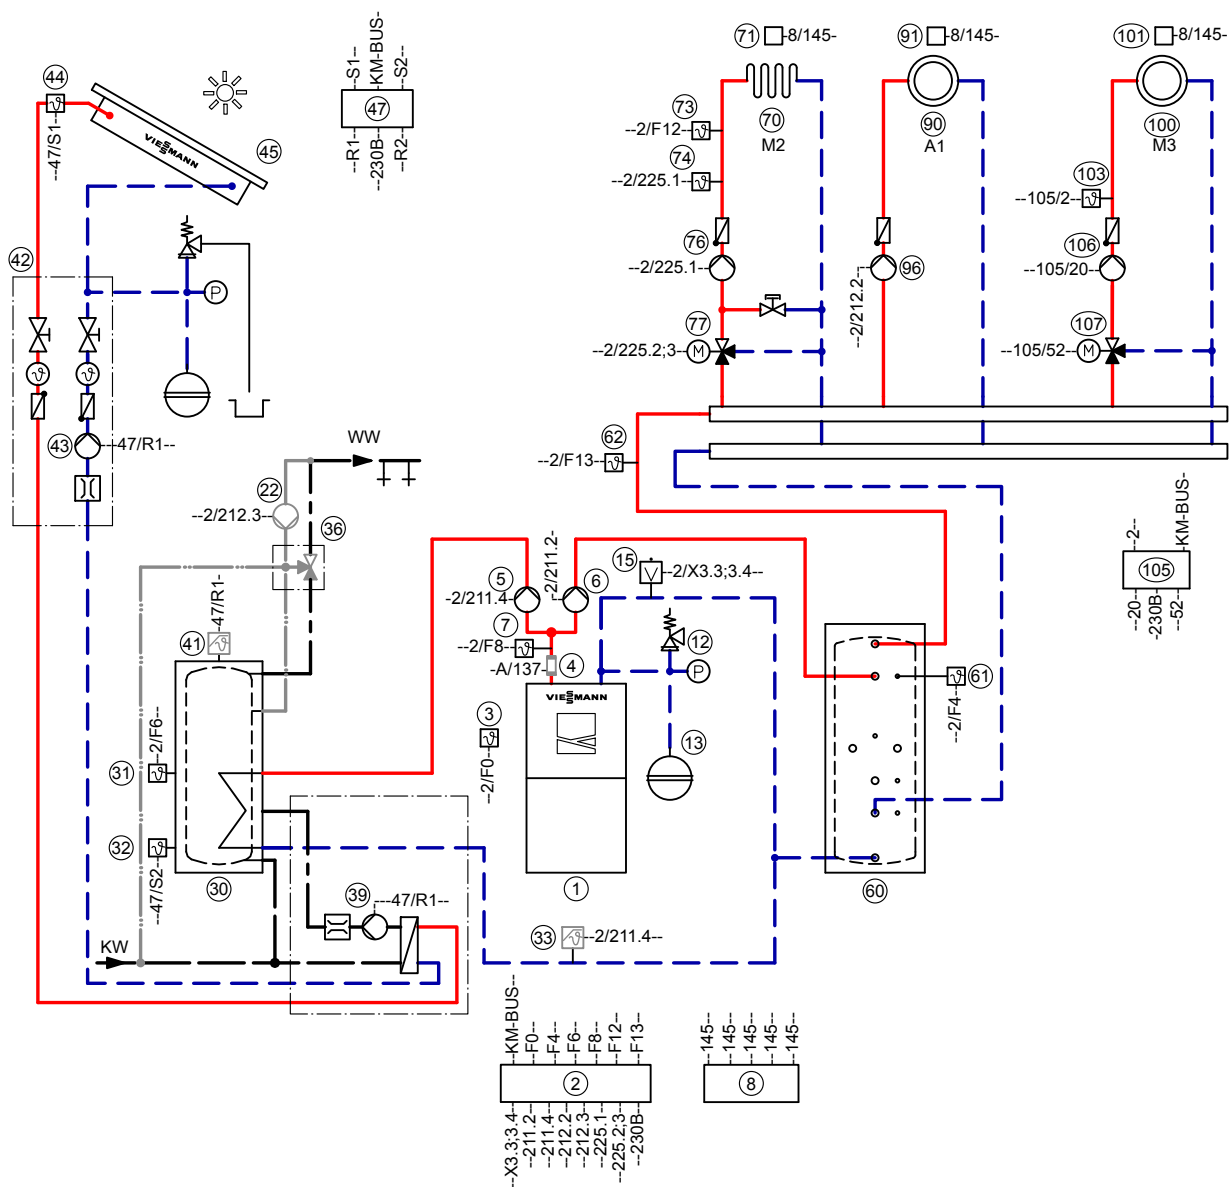 44
---47/S1---
VIESSMANN
45
--R1---S1---
--230B--KM-BUS-
--R2---S2--
47
42
P
43
---47/R1--
71
-8/145-
70
M2
73
--2/F12--
74
--2/225.1--
76
--2/225.1--
77
--2/225.2;3--
M
91
-8/145-
90
A1
96
--2/212.2--
101
-8/145-
100
M3
103
--105/2--
106
--105/20--
107
--105/52--
M
62
--2/F13--
WW
22
--2/212.3--
36
41
--47/R1-
31
--2/F6--
32
---47/S2--
30
KW
39
---47/R1--
5
-2/211.4-
6
2/211.2-
7
--2/F8--
4
-A/137-
VIESSMANN
3
--2/F0---
1
15
--2/X3.3;3.4--
12
P
13
33
--2/211.4--
61
--2/F4---
60
--2--
KM-BUS-
105
--20--
--230B--
--52---
---KM-BUS-
---F0---
---F4---
---F6--
---F8---
---F12---
---F13--
2
--X3.3;3.4
---211.2--
---211.4--
---212.2--
---212.3--
---225.1--
--225.2;3--
--230B--
---145--
---145--
---145--
---145--
---145--
8